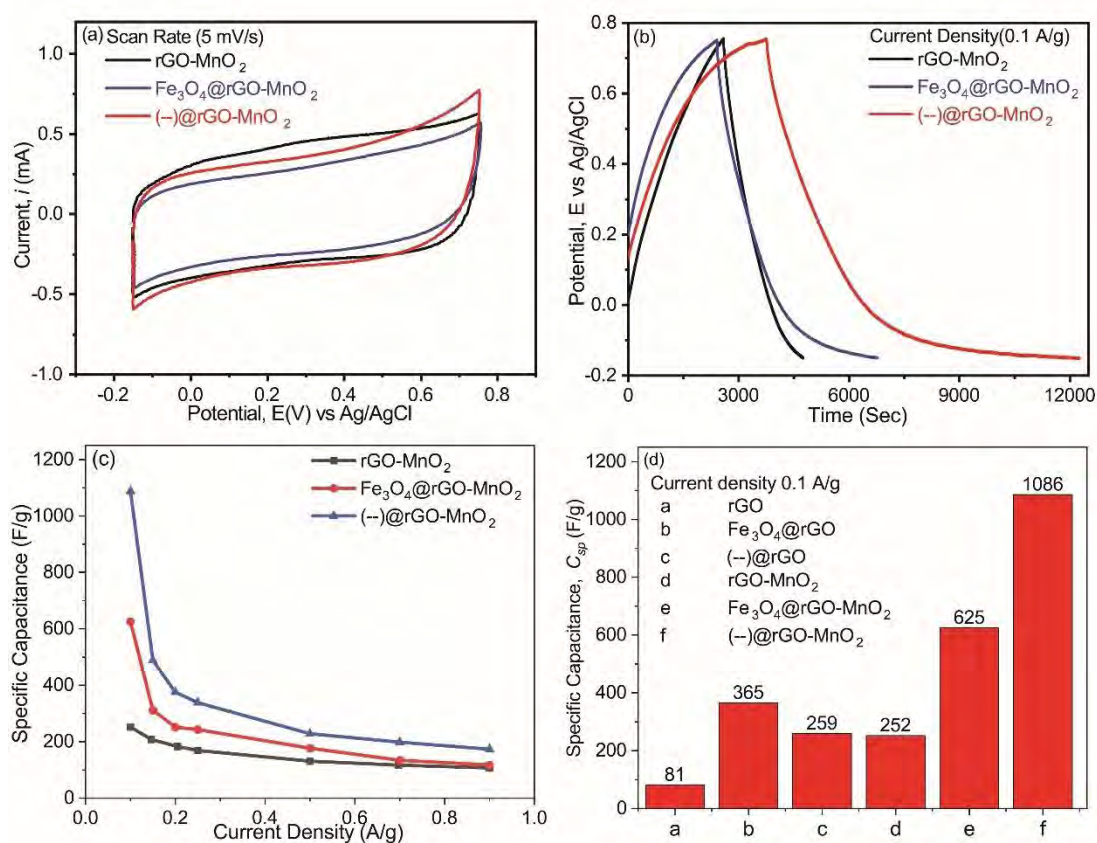 (a) Scan Rate (5 mV/s)
rGO-MnO₂
Fe₃O₄@rGO-MnO₂
(--)@rGO-MnO₂
Current, i (mA)
1.0
0.5
0.0
-0.5
-1.0
-0.2 0.0 0.2 0.4 0.6 0.8
Potential, E(V) vs Ag/AgCl
(b) Current Density(0.1 A/g)
rGO-MnO₂
Fe₃O₄@rGO-MnO₂
(--)@rGO-MnO₂
Potential, E vs Ag/AgCl
0.8
0.6
0.4
0.2
0.0
-0.2
0 3000 6000 9000 12000
Time (Sec)
(c)
rGO-MnO₂
Fe₃O₄@rGO-MnO₂
(--)@rGO-MnO₂
Specific Capacitance (F/g)
1200
1000
800
600
400
200
0
0.0 0.2 0.4 0.6 0.8 1.0
Current Density (A/g)
(d)
Current density 0.1 A/g
a rGO
b Fe₃O₄@rGO
c (--)@rGO
d rGO-MnO₂
e Fe₃O₄@rGO-MnO₂
f (--)@rGO-MnO₂
Specific Capacitance, Csp (F/g)
1200
1000
800
600
400
200
0
81
365
259
252
625
1086
a b c d e f